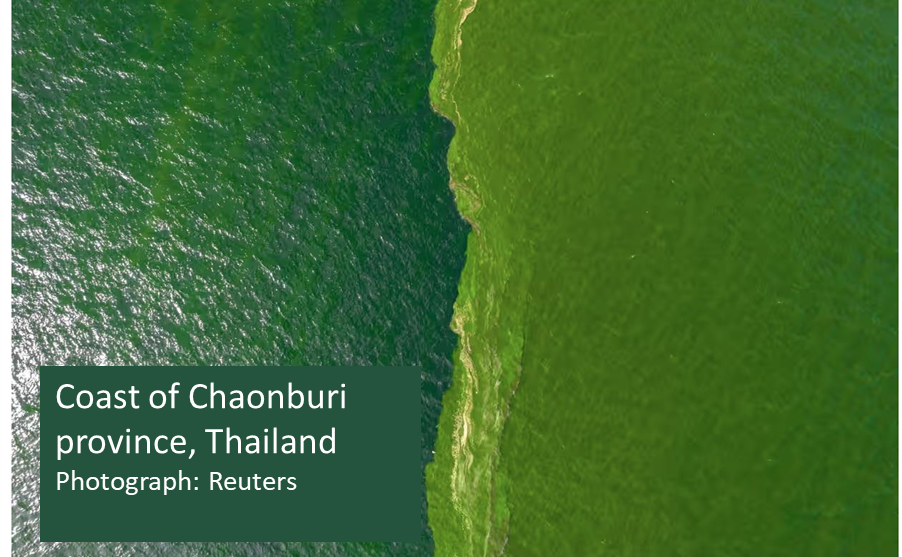 Coast of Chaonburi
province, Thailand
Photograph: Reuters